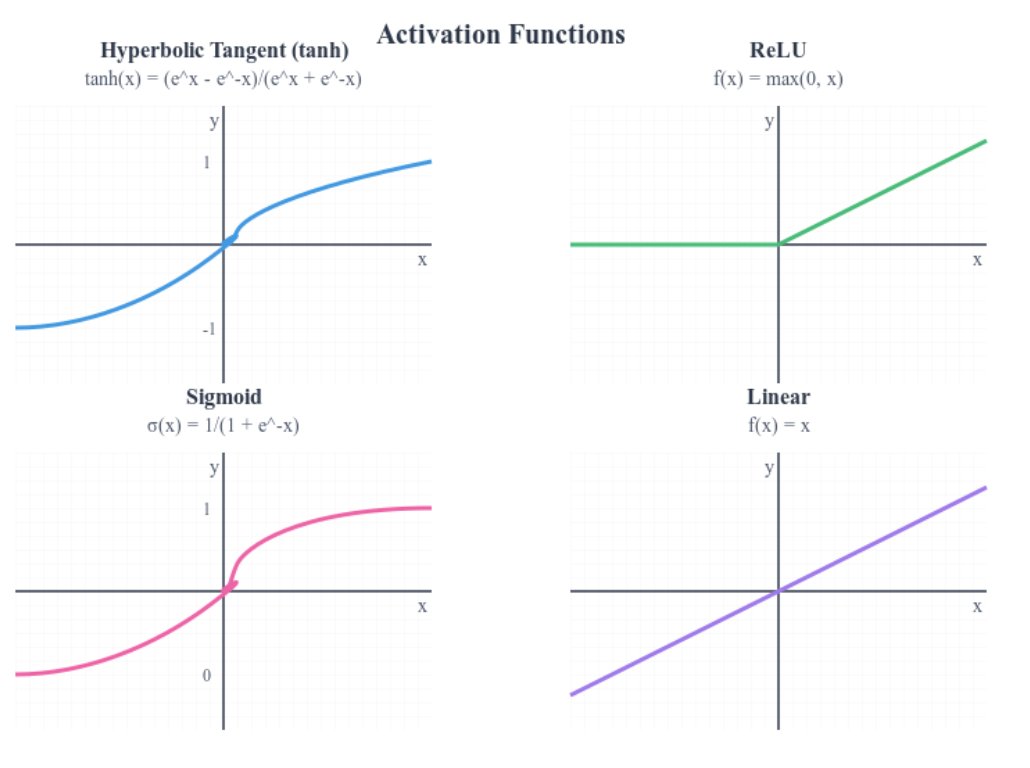 Activation Functions
Hyperbolic Tangent (tanh)
tanh(x) = (e^x - e^-x)/(e^x + e^-x)
y
1
x
-1
ReLU
f(x) = max(0, x)
y
x
Sigmoid
σ(x) = 1/(1 + e^-x)
y
1
x
0
Linear
f(x) = x
y
x